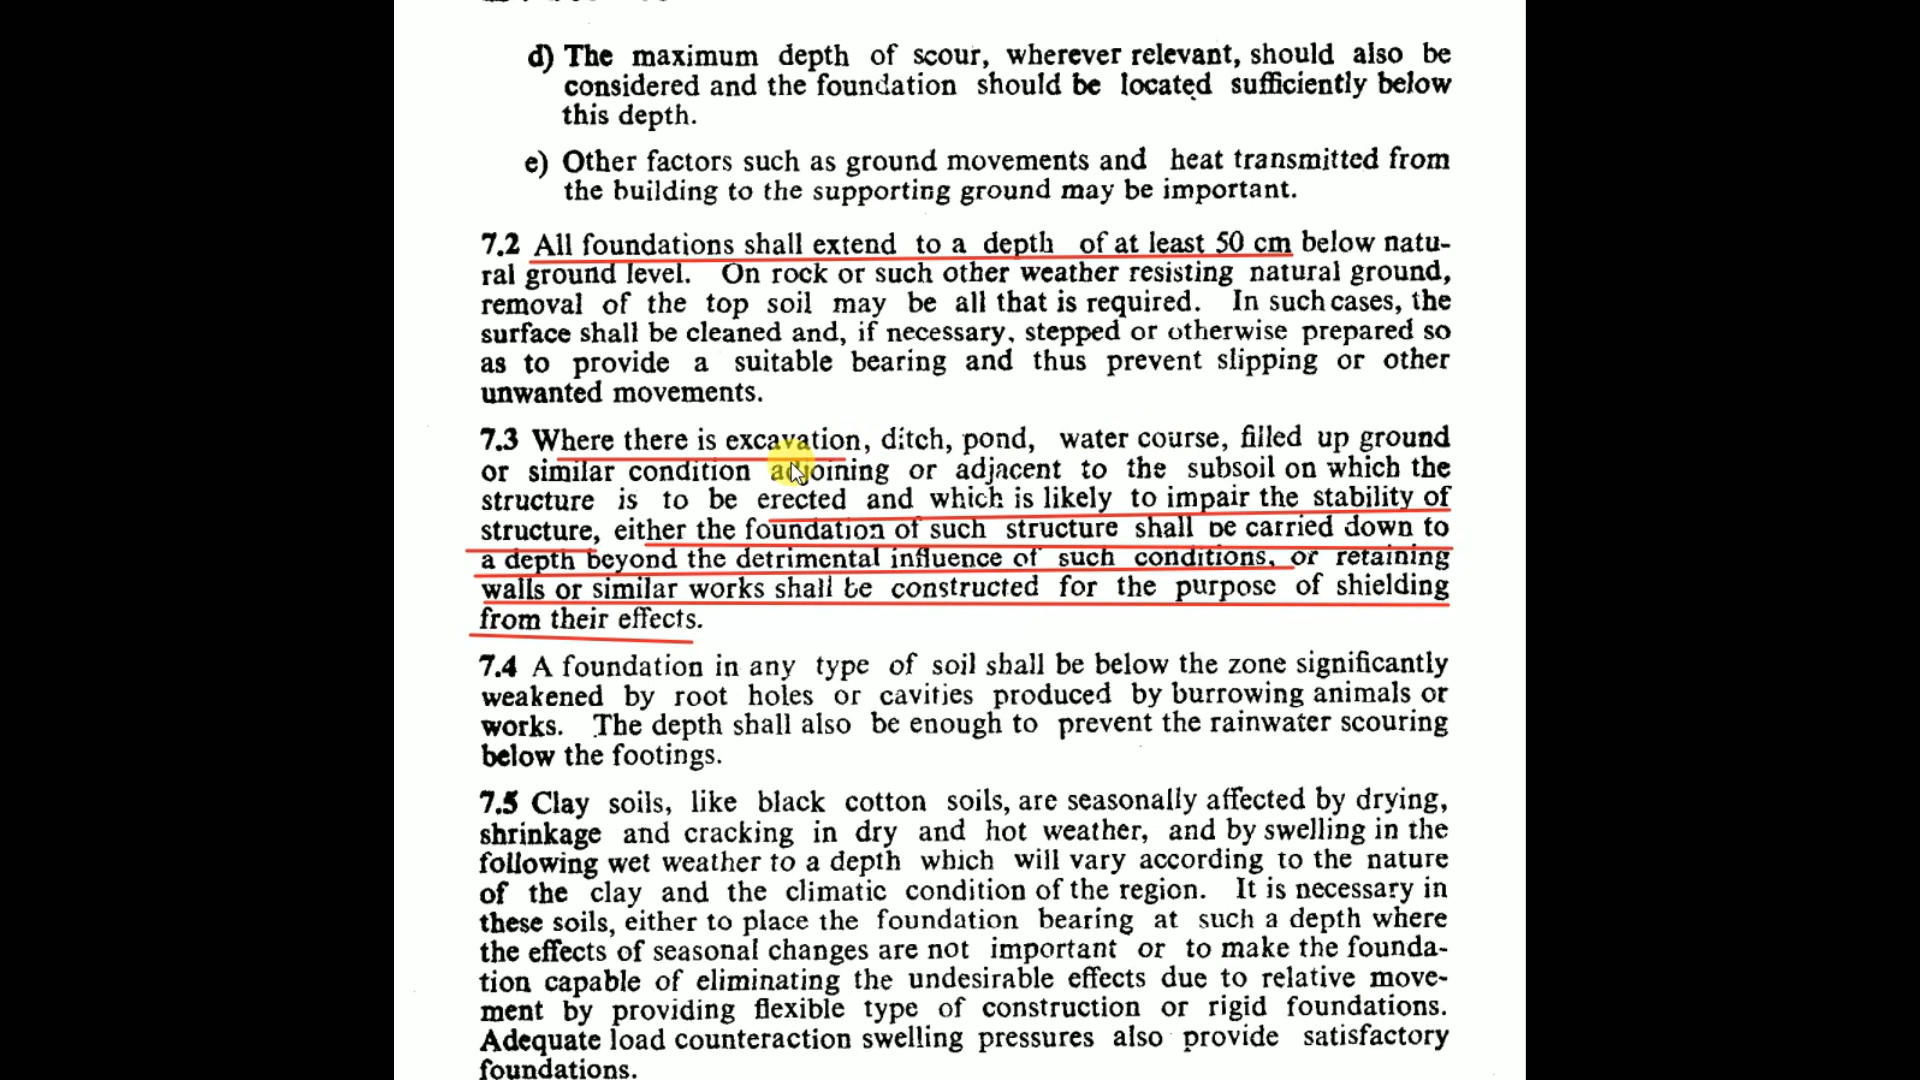 d) The maximum depth of scour, wherever relevant, should also be
considered and the foundation should be located sufficiently below
this depth.
e) Other factors such as ground movements and heat transmitted from
the building to the supporting ground may be important.
7.2 All foundations shall extend to a depth of at least 50 cm below natu-
ral ground level. On rock or such other weather resisting natural ground,
removal of the top soil may be all that is required. In such cases, the
surface shall be cleaned and, if necessary, stepped or otherwise prepared so
as to provide a suitable bearing and thus prevent slipping or other
unwanted movements.
7.3 Where there is excavation, ditch, pond, water course, filled up ground
or similar condition adjoining or adjacent to the subsoil on which the
structure is to be erected and which is likely to impair the stability of
structure, either the foundation of such structure shall be carried down to
a depth beyond the detrimental influence of such conditions, or retaining
walls or similar works shall be constructed for the purpose of shielding
from their effects.
7.4 A foundation in any type of soil shall be below the zone significantly
weakened by root holes or cavities produced by burrowing animals or
works. The depth shall also be enough to prevent the rainwater scouring
below the footings.
7.5 Clay soils, like black cotton soils, are seasonally affected by drying,
shrinkage and cracking in dry and hot weather, and by swelling in the
following wet weather to a depth which will vary according to the nature
of the clay and the climatic condition of the region. It is necessary in
these soils, either to place the foundation bearing at such a depth where
the effects of seasonal changes are not important or to make the founda-
tion capable of eliminating the undesirable effects due to relative move-
ment by providing flexible type of construction or rigid foundations.
Adequate load counteraction swelling pressures also provide satisfactory
foundations.